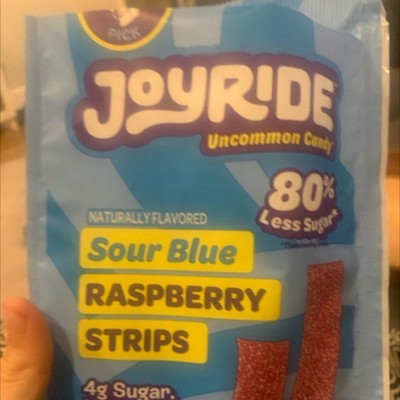 PICK
JOYRIDE
Uncommon Candy
80%
Less Sugar*
NATURALLY FLAVORED
Sour Blue
RASPBERRY
STRIPS
4g Sugar.